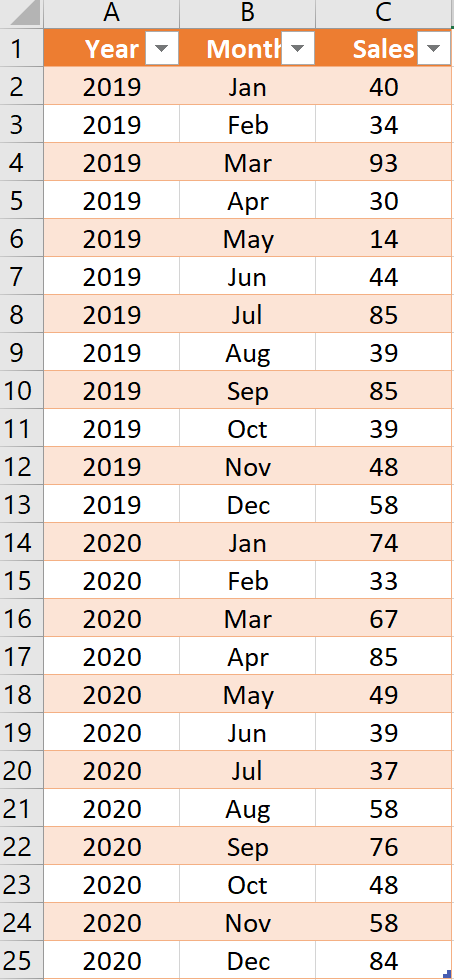 A B C
1 Year Month Sales
2 2019 Jan 40
3 2019 Feb 34
4 2019 Mar 93
5 2019 Apr 30
6 2019 May 14
7 2019 Jun 44
8 2019 Jul 85
9 2019 Aug 39
10 2019 Sep 85
11 2019 Oct 39
12 2019 Nov 48
13 2019 Dec 58
14 2020 Jan 74
15 2020 Feb 33
16 2020 Mar 67
17 2020 Apr 85
18 2020 May 49
19 2020 Jun 39
20 2020 Jul 37
21 2020 Aug 58
22 2020 Sep 76
23 2020 Oct 48
24 2020 Nov 58
25 2020 Dec 84